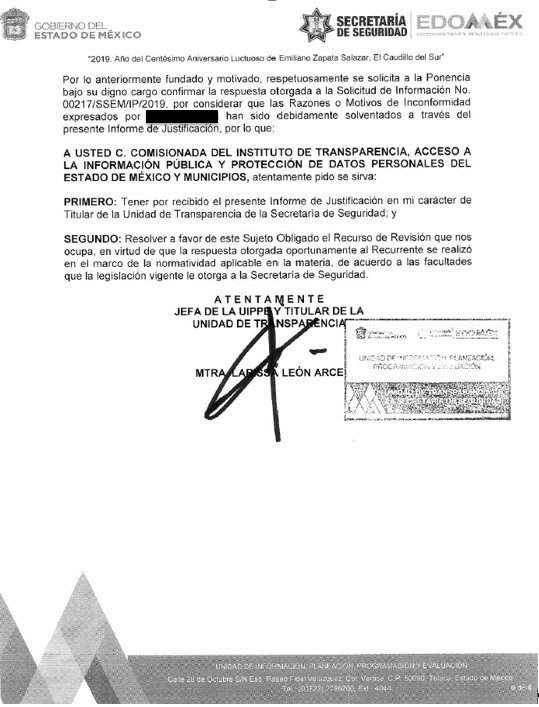 GOBIERNO DEL
ESTADO DE MÉXICO
SECRETARÍA
DE SEGURIDAD
EDOMÉX
"2019. Año del Centésimo Aniversario Luctuoso de Emiliano Zapata Salazar. El Caudillo del Sur"
Por lo anteriormente fundado y motivado, respetuosamente se solicita a la Ponencia
bajo su digno cargo confirmar la respuesta otorgada a la Solicitud de Información No.
00217/SSEM/IP/2019, por considerar que las Razones o Motivos de Inconformidad
expresados por han sido debidamente solventados a través del
presente Informe de Justificación, por lo que:
A USTED C. COMISIONADA DEL INSTITUTO DE TRANSPARENCIA, ACCESO A
LA INFORMACIÓN PÚBLICA Y PROTECCIÓN DE DATOS PERSONALES DEL
ESTADO DE MÉXICO Y MUNICIPIOS, atentamente pido se sirva:
PRIMERO: Tener por recibido el presente Informe de Justificación en mi carácter de
Titular de la Unidad de Transparencia de la Secretaría de Seguridad; y
SEGUNDO: Resolver a favor de este Sujeto Obligado el Recurso de Revisión que nos
ocupa, en virtud de que la respuesta otorgada oportunamente al Recurrente se realizó
en el marco de la normatividad aplicable en la materia, de acuerdo a las facultades
que la legislación vigente le otorga a la Secretaría de Seguridad.
ATENTAMENTE
JEFA DE LA UIPPE Y TITULAR DE LA
UNIDAD DE TRANSPARENCIA
MTRA. LARISSA LEÓN ARCE
UNIDAD DE INFORMACIÓN, PLANEACIÓN,
PROGRAMACIÓN Y EVALUACIÓN
UNIDAD DE TRANSPARENCIA
SECRETARÍA DE SEGURIDAD
UNIDAD DE INFORMACIÓN, PLANEACIÓN, PROGRAMACIÓN Y EVALUACIÓN
Calle 28 de Octubre S/N Esq. Paseo Fidel Velázquez, Col. Vértice, C.P. 50090, Toluca, Estado de México.
Ext. 4044